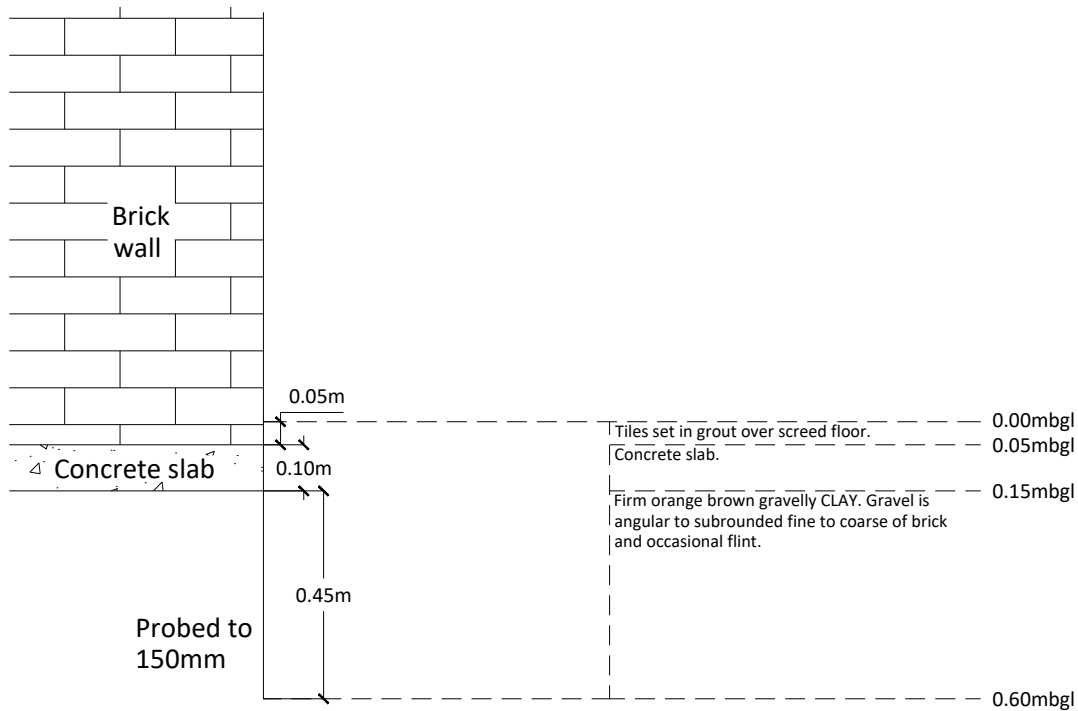 Brick
wall
0.05m
0.00mbgl
Tiles set in grout over screed floor.
0.05mbgl
Concrete slab.
Concrete slab
0.10m
0.15mbgl
Firm orange brown gravelly CLAY. Gravel is
angular to subrounded fine to coarse of brick
and occasional flint.
0.45m
Probed to
150mm
0.60mbgl